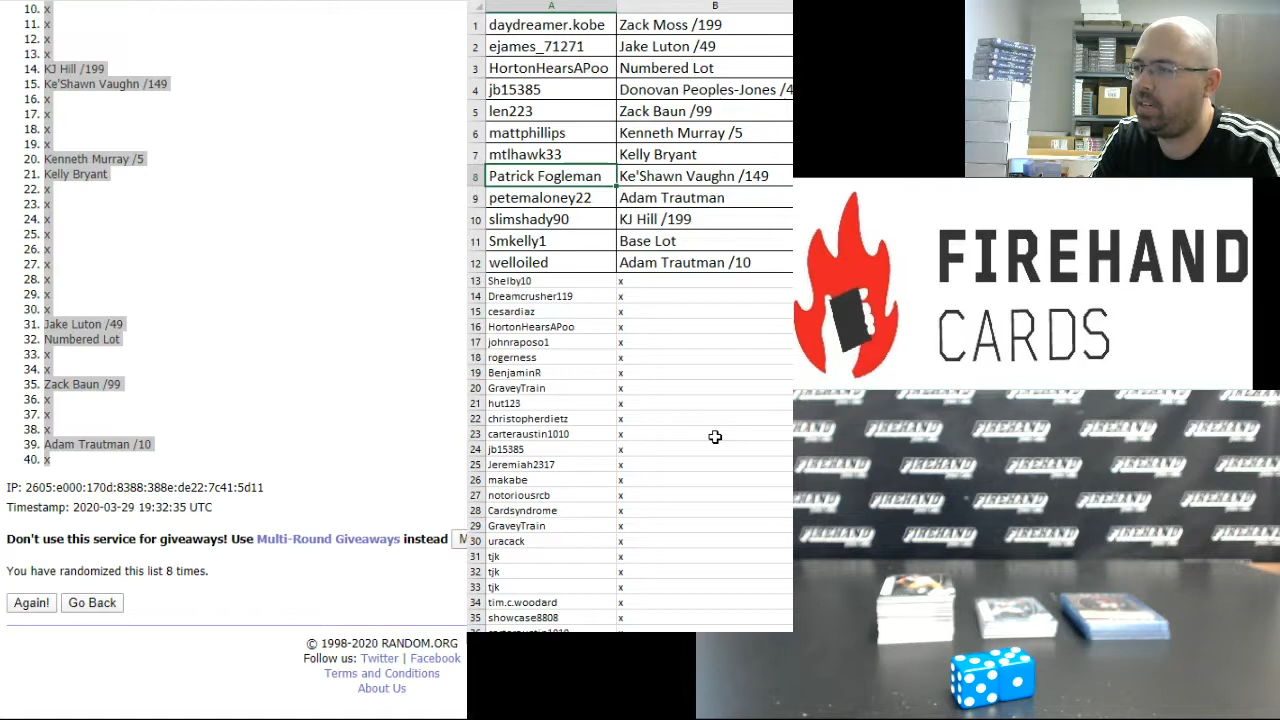 10. x
11. x
12. x
13. x
14. KJ Hill /199
15. Ke'Shawn Vaughn /149
16. x
17. x
18. x
19. x
20. Kenneth Murray /5
21. Kelly Bryant
22. x
23. x
24. x
25. x
26. x
27. x
28. x
29. x
30. x
31. Jake Luton /49
32. Numbered Lot
33. x
34. x
35. Zack Baun /99
36. x
37. x
38. x
39. Adam Trautman /10
40. x
IP: 2605:e000:170d:8388:388e:de22:7c41:5d11
Timestamp: 2020-03-29 19:32:35 UTC
Don't use this service for giveaways! Use Multi-Round Giveaways instead
You have randomized this list 8 times.
Again! Go Back
© 1998-2020 RANDOM.ORG
Follow us: Twitter | Facebook
Terms and Conditions
About Us
A B
1 daydreamer.kobe Zack Moss /199
2 ejames_71271 Jake Luton /49
3 HortonHearsAPoo Numbered Lot
4 jb15385 Donovan Peoples-Jones /4
5 len223 Zack Baun /99
6 mattphillips Kenneth Murray /5
7 mtlhawk33 Kelly Bryant
8 Patrick Fogleman Ke'Shawn Vaughn /149
9 petemaloney22 Adam Trautman
10 slimshady90 KJ Hill /199
11 Smkelly1 Base Lot
12 welloiled Adam Trautman /10
13 Shelby10 x
14 Dreamcrusher119 x
15 cesardiaz x
16 HortonHearsAPoo x
17 johnraposo1 x
18 rogerness x
19 BenjaminR x
20 GraveyTrain x
21 hut123 x
22 christopherdietz x
23 carteraustin1010 x
24 jb15385 x
25 Jeremiah2317 x
26 makabe x
27 notoriousrcb x
28 Cardsyndrome x
29 GraveyTrain x
30 uracack x
31 tjk x
32 tjk x
33 tjk x
34 tim.c.woodard x
35 showcase8808 x
FIREHAND
CARDS